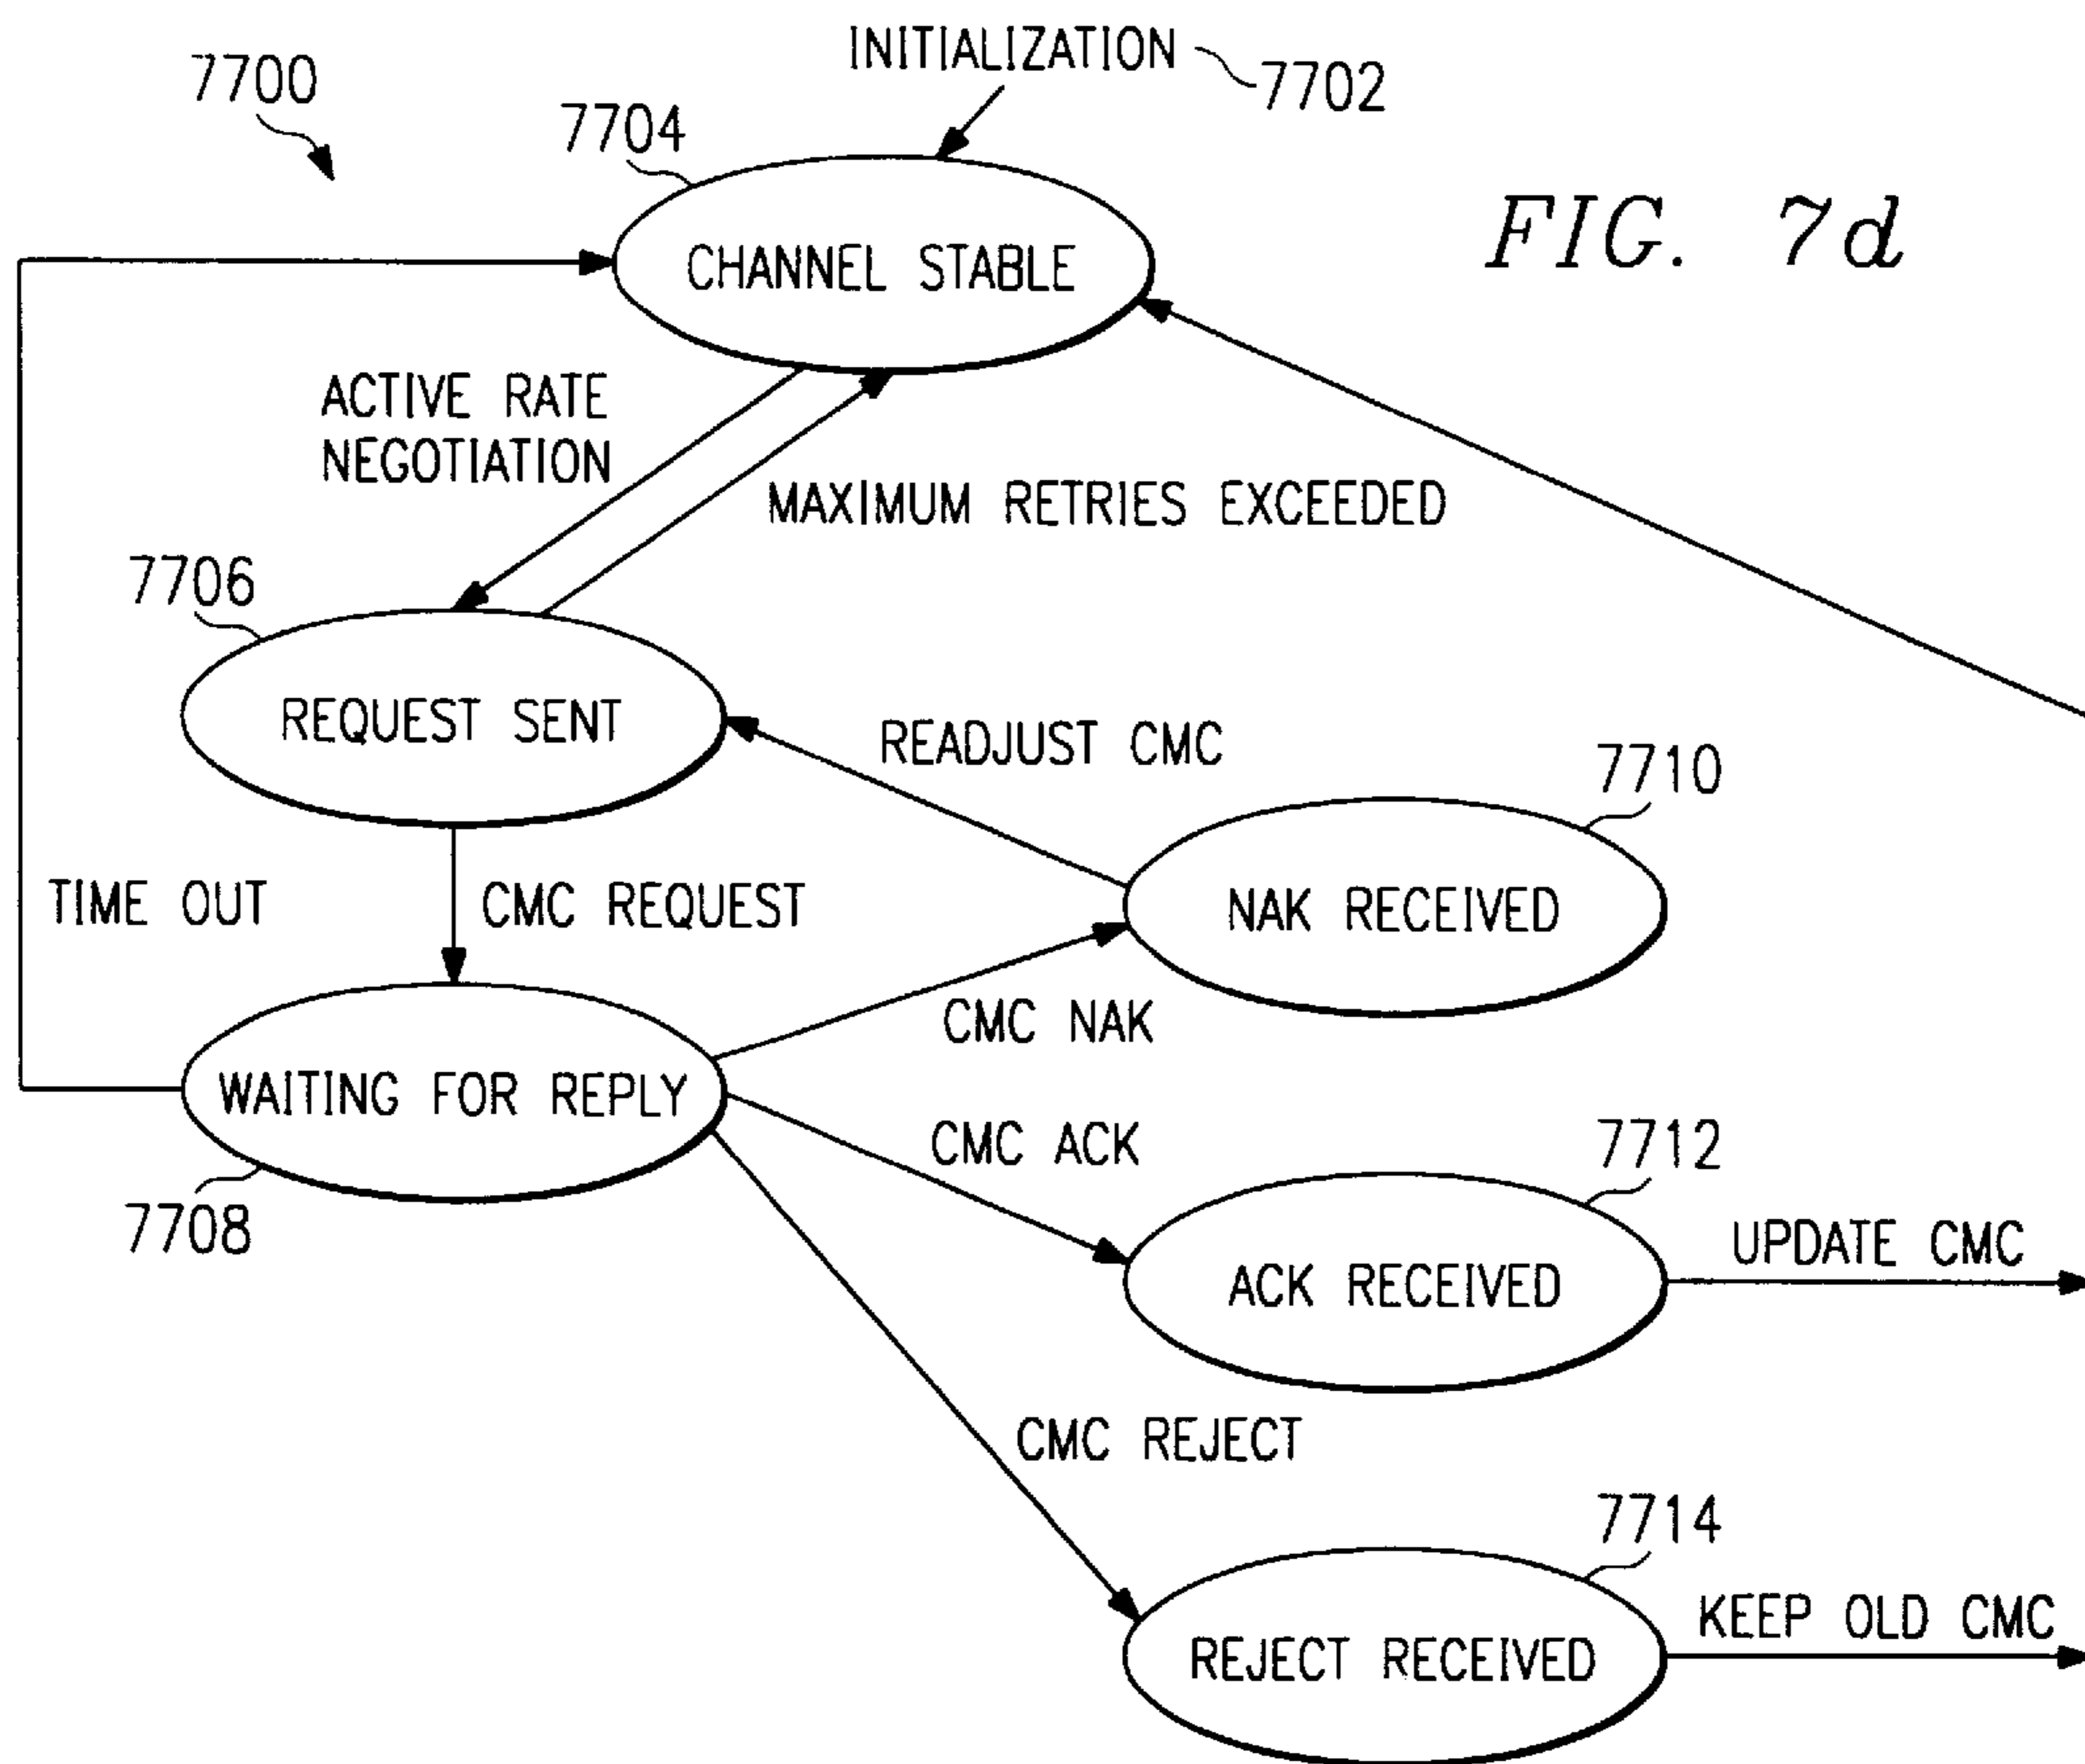 INITIALIZATION
7702
7700
7704
FIG. 7d
CHANNEL STABLE
ACTIVE RATE
NEGOTIATION
MAXIMUM RETRIES EXCEEDED
7706
REQUEST SENT
READJUST CMC
7710
NAK RECEIVED
TIME OUT
CMC REQUEST
CMC NAK
WAITING FOR REPLY
7708
CMC ACK
7712
ACK RECEIVED
UPDATE CMC
CMC REJECT
7714
REJECT RECEIVED
KEEP OLD CMC